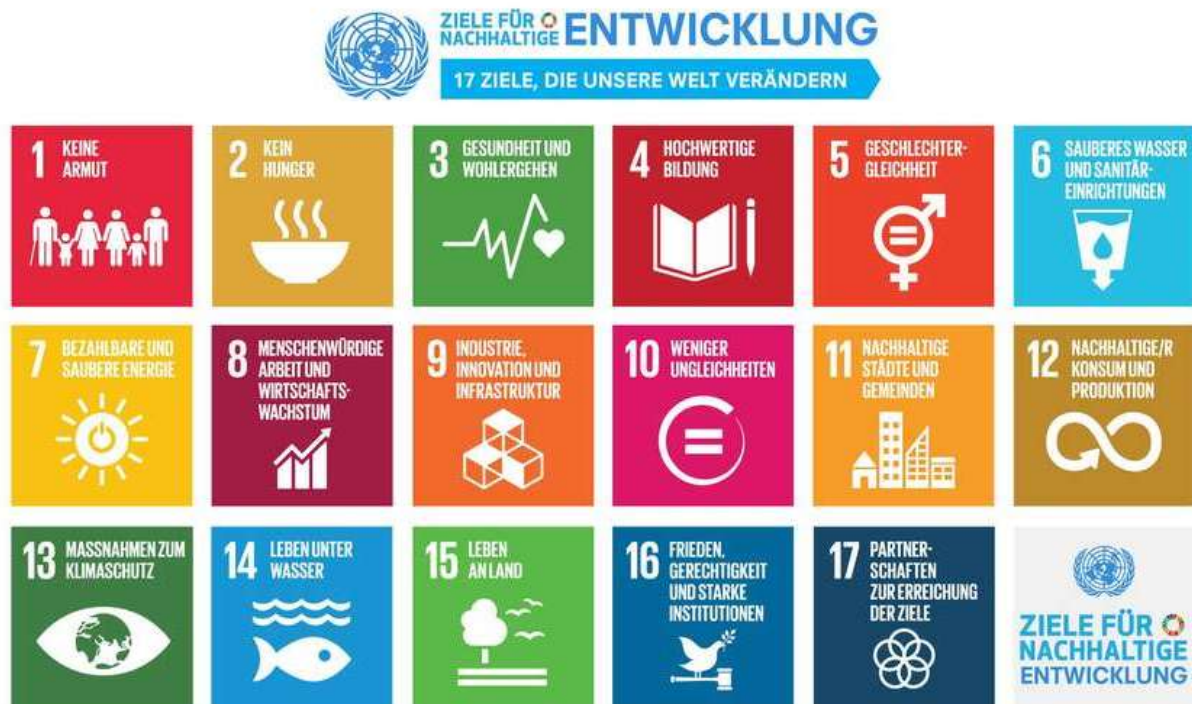 ZIELE FÜR
NACHHALTIGE
ENTWICKLUNG
17 ZIELE, DIE UNSERE WELT VERÄNDERN
1 KEINE
ARMUT
2 KEIN
HUNGER
3 GESUNDHEIT UND
WOHLERGEHEN
4 HOCHWERTIGE
BILDUNG
5 GESCHLECHTER-
GLEICHHEIT
6 SAUBERES WASSER
UND SANITÄR-
EINRICHTUNGEN
7 BEZAHLBARE UND
SAUBERE ENERGIE
8 MENSCHENWÜRDIGE
ARBEIT UND
WIRTSCHAFTS-
WACHSTUM
9 INDUSTRIE,
INNOVATION UND
INFRASTRUKTUR
10 WENIGER
UNGLEICHHEITEN
11 NACHHALTIGE
STÄDTE UND
GEMEINDEN
12 NACHHALTIGE/R
KONSUM UND
PRODUKTION
13 MASSNAHMEN ZUM
KLIMASCHUTZ
14 LEBEN UNTER
WASSER
15 LEBEN
AN LAND
16 FRIEDEN,
GERECHTIGKEIT
UND STARKE
INSTITUTIONEN
17 PARTNER-
SCHAFTEN
ZUR ERREICHUNG
DER ZIELE
ZIELE FÜR
NACHHALTIGE
ENTWICKLUNG